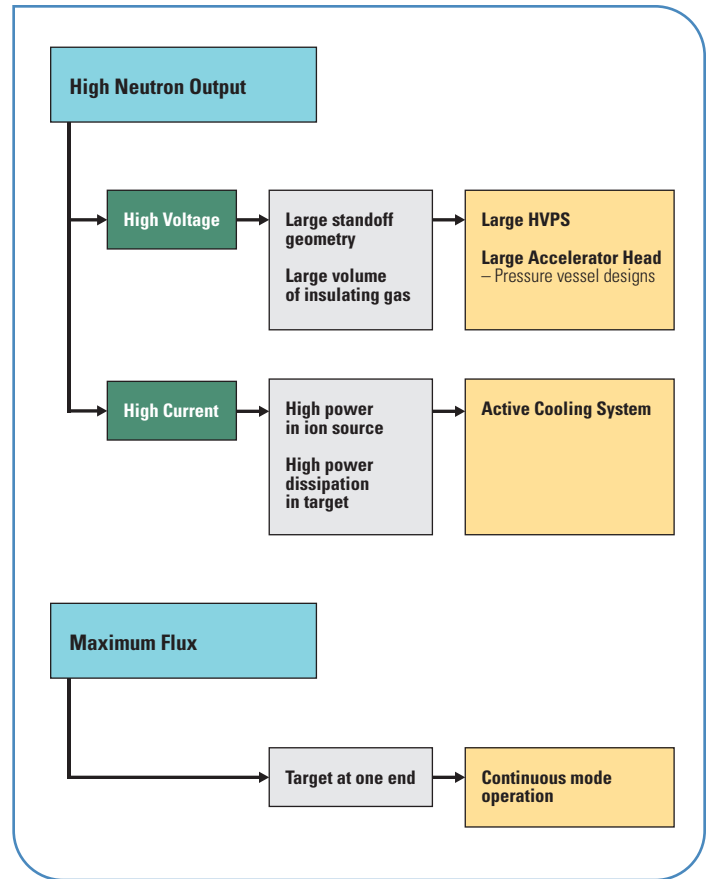 High Neutron Output
High Voltage
Large standoff
geometry
Large volume
of insulating gas
Large HVPS
Large Accelerator Head
– Pressure vessel designs
High Current
High power
in ion source
High power
dissipation
in target
Active Cooling System
Maximum Flux
Target at one end
Continuous mode
operation